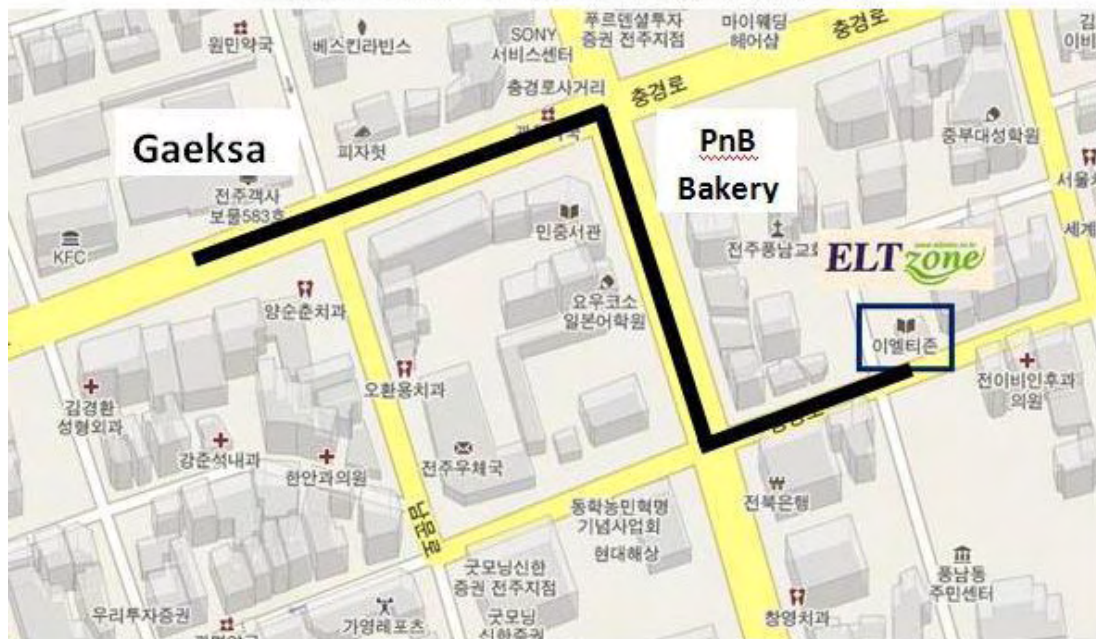 원민약국
베스킨라빈스
SONY
서비스센터
푸르덴셜투자
증권 전주지점
마이웨딩
헤어샵
충경로
충경로사거리
충경로
Gaeksa
피자헛
PnB
Bakery
중부대성학원
전주객사
보물583호
KFC
민중서관
전주풍남교회
ELT zone
양순춘치과
요우코소
일본어학원
이엘티존
오환용치과
전이비인후과
의원
김경환
성형외과
강준석내과
한안과의원
전주우체국
전북은행
남문로
동학농민혁명
기념사업회
현대해상
굿모닝신한
증권 전주지점
풍남동
주민센터
우리투자증권
가영레포츠
굿모닝
신한증권
창영치과